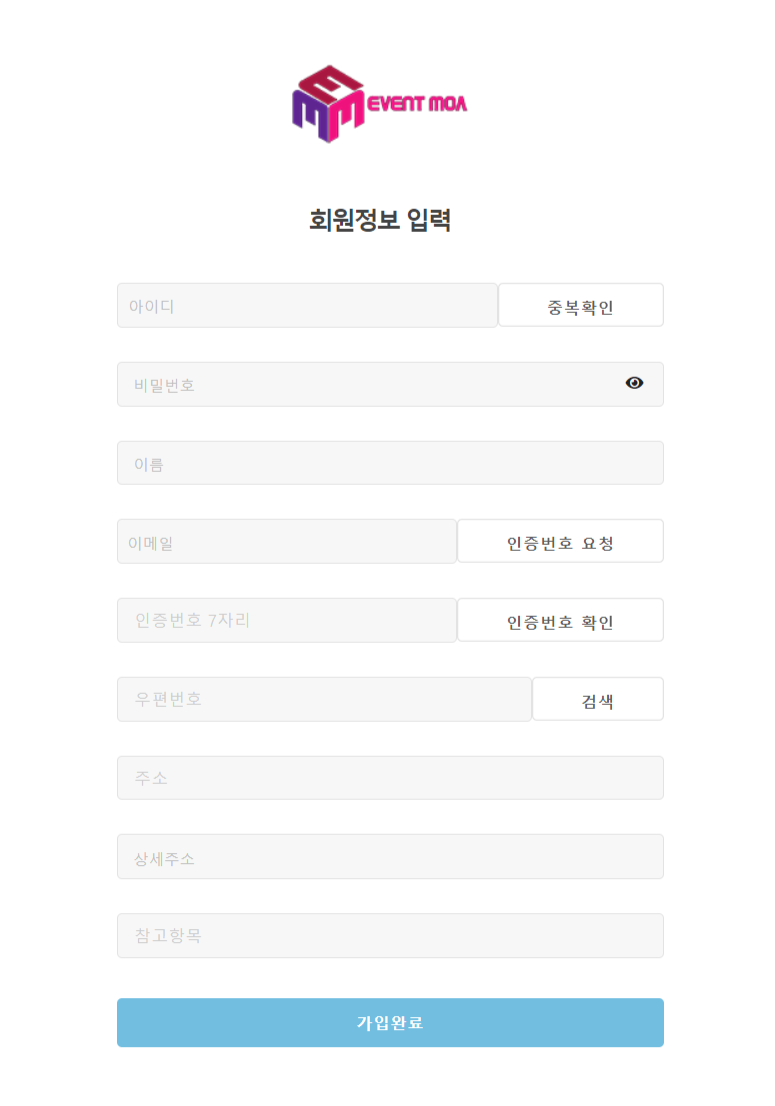 EVENT MOA
회원정보 입력
아이디
중복확인
비밀번호
이름
이메일
인증번호 요청
인증번호 7자리
인증번호 확인
우편번호
검색
주소
상세주소
참고항목
가입완료